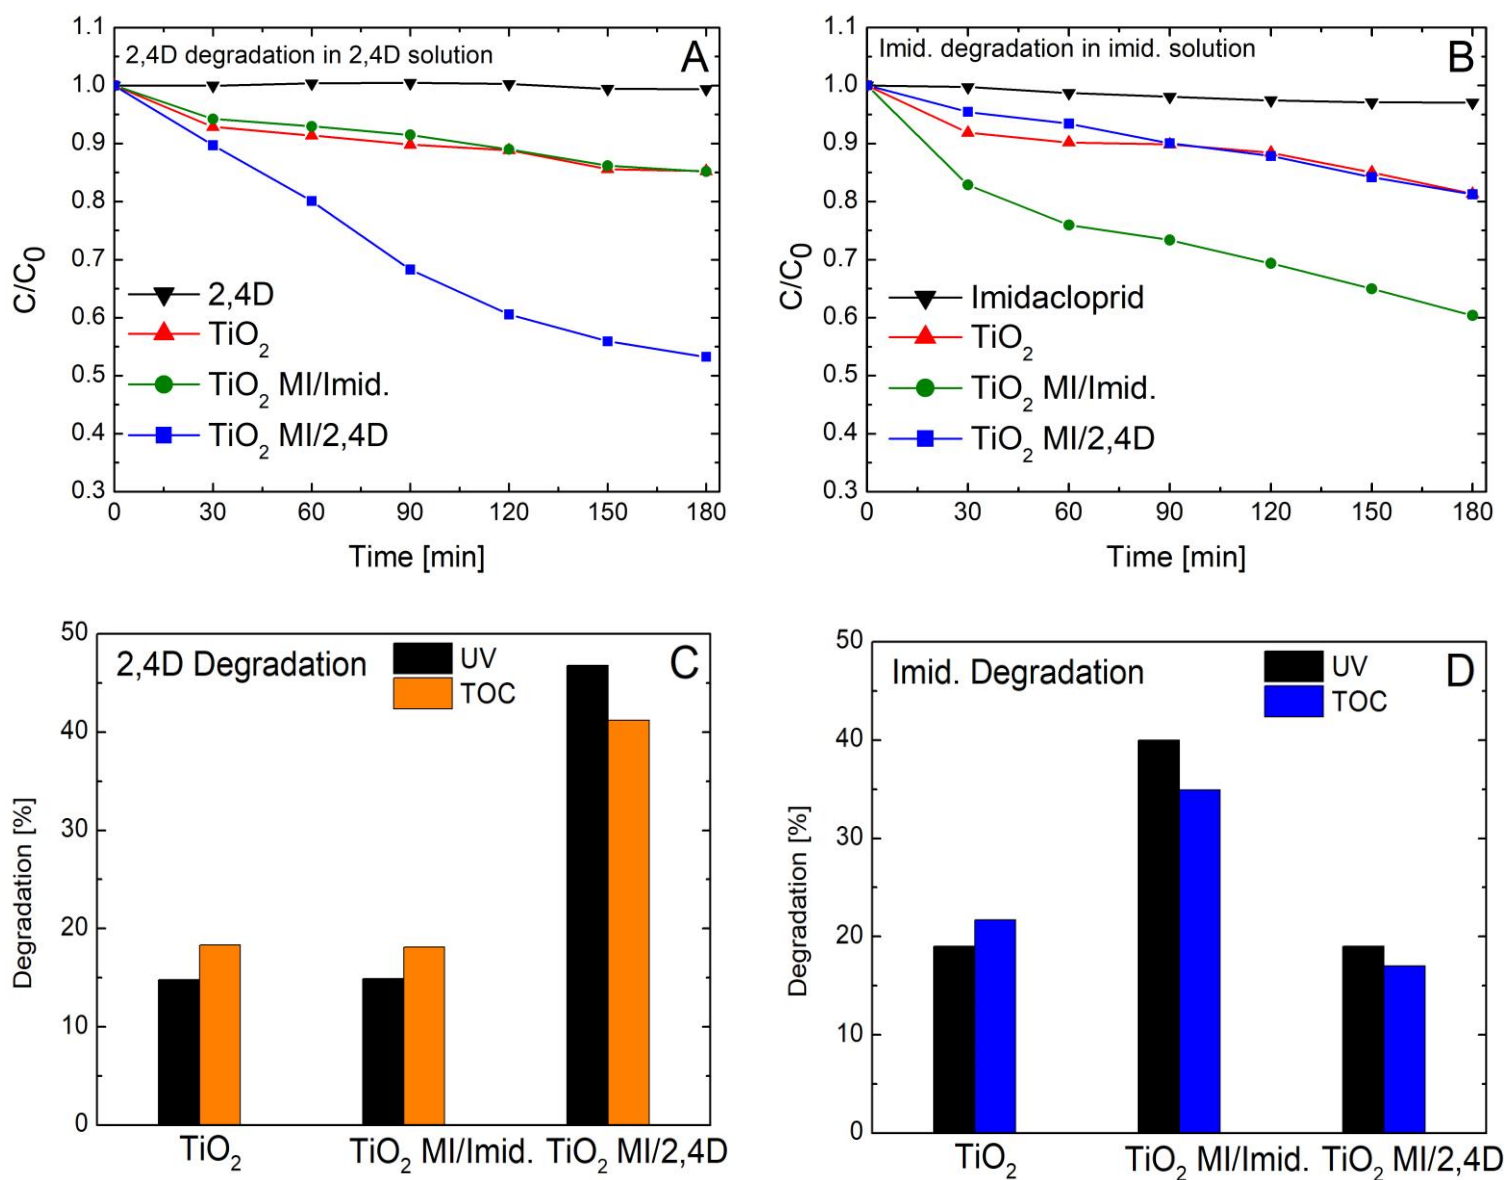 2,4D degradation in 2,4D solution
A
1.1
1.0
0.9
0.8
0.7
0.6
0.5
0.4
0.3
C/C0
2,4D
TiO2
TiO2 MI/Imid.
TiO2 MI/2,4D
0 30 60 90 120 150 180
Time [min]
Imid. degradation in imid. solution
B
1.1
1.0
0.9
0.8
0.7
0.6
0.5
0.4
0.3
C/C0
Imidacloprid
TiO2
TiO2 MI/Imid.
TiO2 MI/2,4D
0 30 60 90 120 150 180
Time [min]
2,4D Degradation
UV
TOC
C
50
40
30
20
10
0
Degradation [%]
TiO2 TiO2 MI/Imid. TiO2 MI/2,4D
Imid. Degradation
UV
TOC
D
50
40
30
20
10
0
Degradation [%]
TiO2 TiO2 MI/Imid. TiO2 MI/2,4D